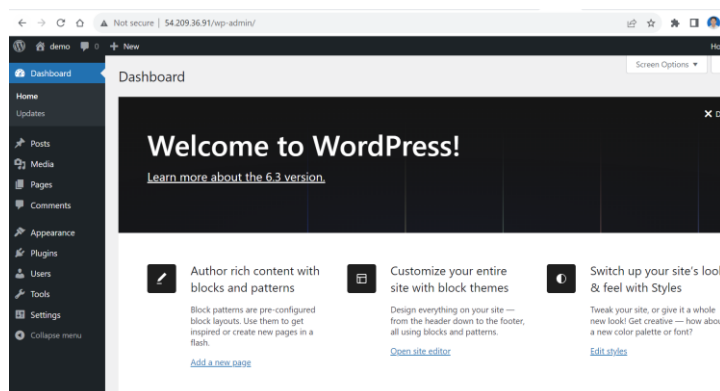 Not secure | 54.209.36.91/wp-admin/
demo 0 + New
Screen Options ▼
Dashboard
Home
Updates
Posts
Media
Pages
Comments
Appearance
Plugins
Users
Tools
Settings
Collapse menu
Dashboard
Welcome to WordPress!
Learn more about the 6.3 version.
Author rich content with
blocks and patterns
Block patterns are pre-configured
block layouts. Use them to get
inspired or create new pages in a
flash.
Add a new page
Customize your entire
site with block themes
Design everything on your site —
from the header down to the footer,
all using blocks and patterns.
Open site editor
Switch up your site's look
& feel with Styles
Tweak your site, or give it a whole
new look! Get creative — how about
a new color palette or font?
Edit styles